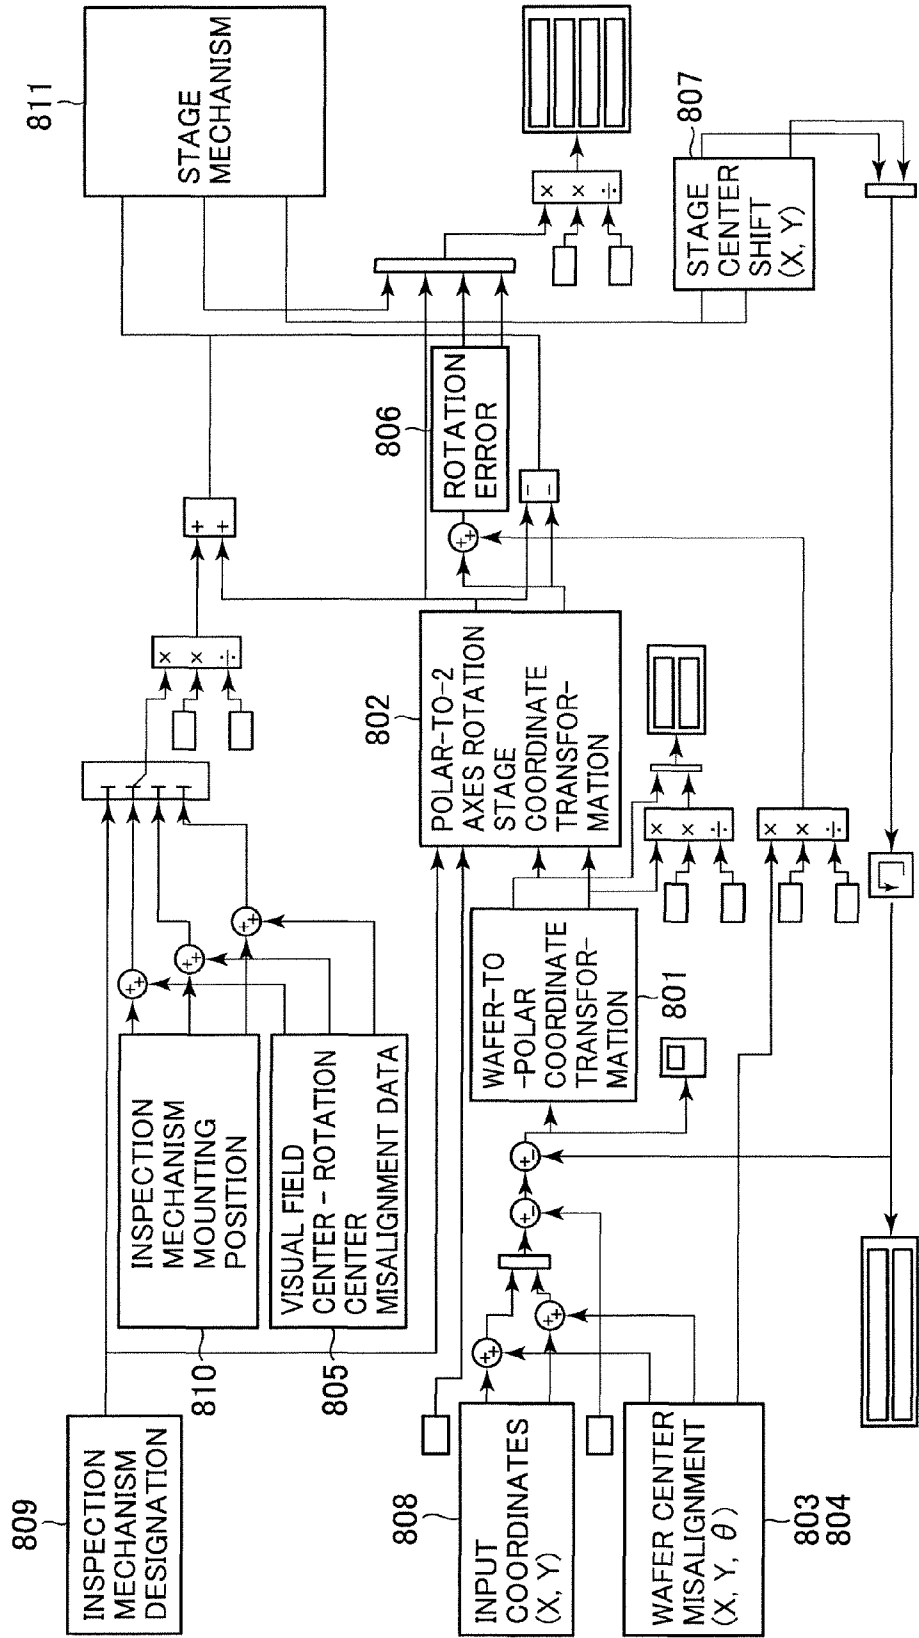 809
INSPECTION
MECHANISM
DESIGNATION
INSPECTION
MECHANISM
MOUNTING
POSITION
810
VISUAL FIELD
CENTER - ROTATION
CENTER
MISALIGNMENT DATA
805
808
INPUT
COORDINATES
(X, Y)
WAFER CENTER
MISALIGNMENT
(X, Y, θ)
803
804
WAFER-TO
-POLAR
COORDINATE
TRANSFOR-
MATION
801
802
POLAR-TO-2
AXES ROTATION
STAGE
COORDINATE
TRANSFOR-
MATION
806
ROTATION
ERROR
811
STAGE
MECHANISM
807
STAGE
CENTER
SHIFT
(X, Y)